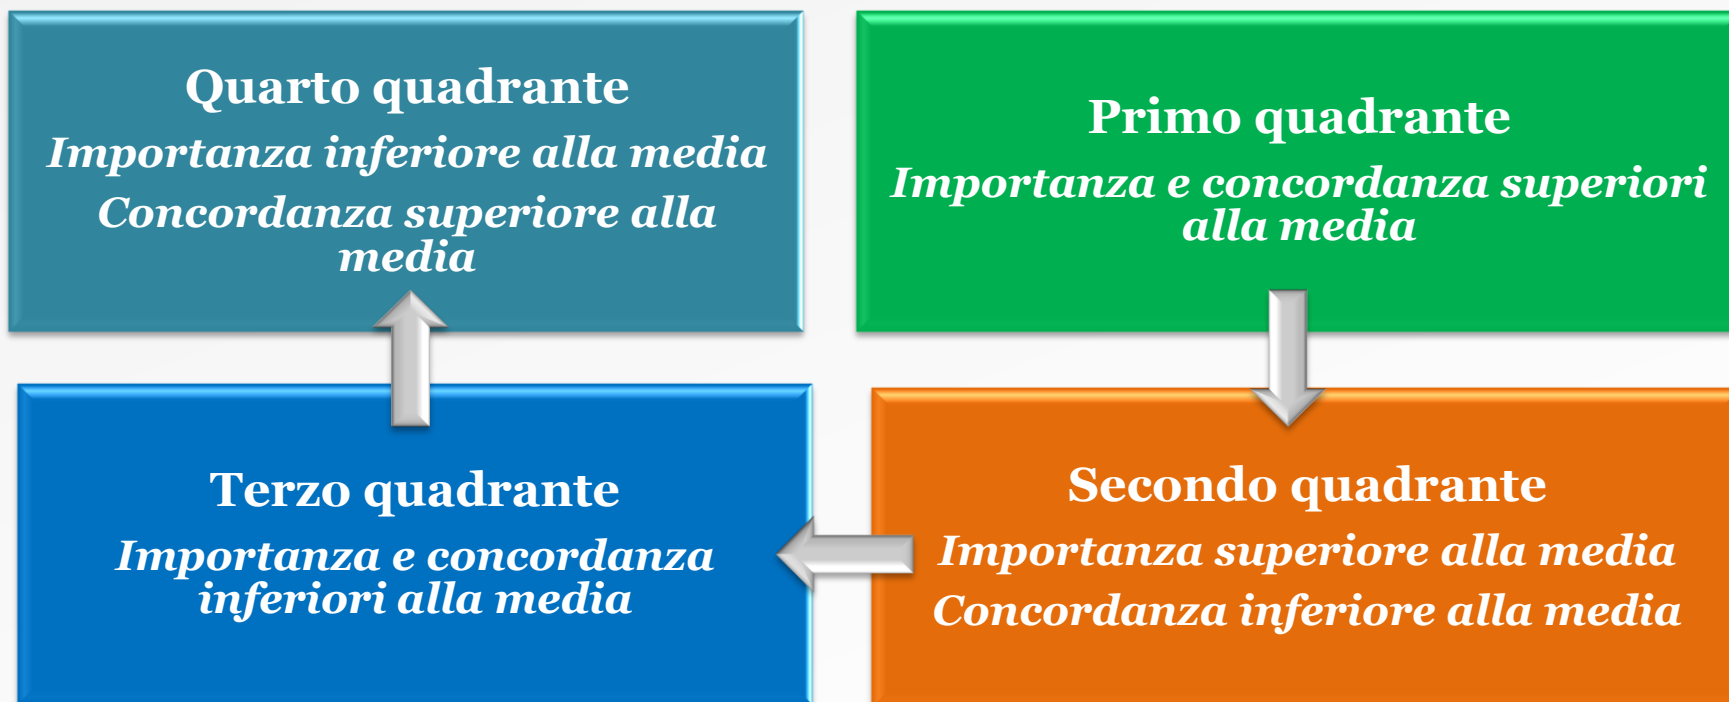 Quarto quadrante
Importanza inferiore alla media
Concordanza superiore alla
media
Primo quadrante
Importanza e concordanza superiori
alla media
Terzo quadrante
Importanza e concordanza
inferiori alla media
Secondo quadrante
Importanza superiore alla media
Concordanza inferiore alla media